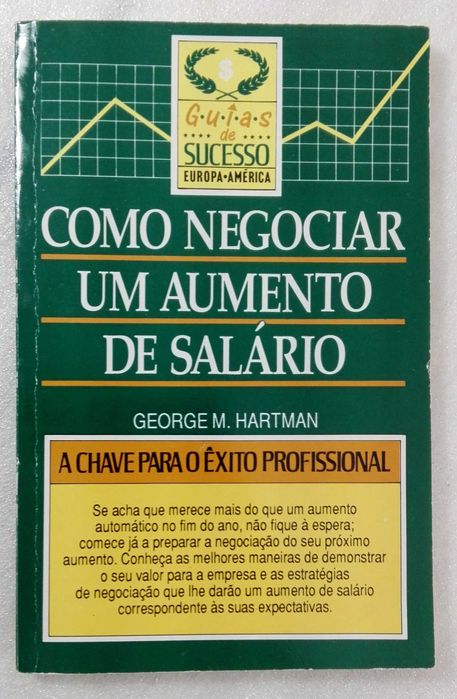 $
Guias
de
SUCESSO
EUROPA•AMÉRICA
COMO NEGOCIAR
UM AUMENTO
DE SALÁRIO
GEORGE M. HARTMAN
A CHAVE PARA O ÊXITO PROFISSIONAL
Se acha que merece mais do que um aumento
automático no fim do ano, não fique à espera;
comece já a preparar a negociação do seu próximo
aumento. Conheça as melhores maneiras de demonstrar
o seu valor para a empresa e as estratégias
de negociação que lhe darão um aumento de salário
correspondente às suas expectativas.